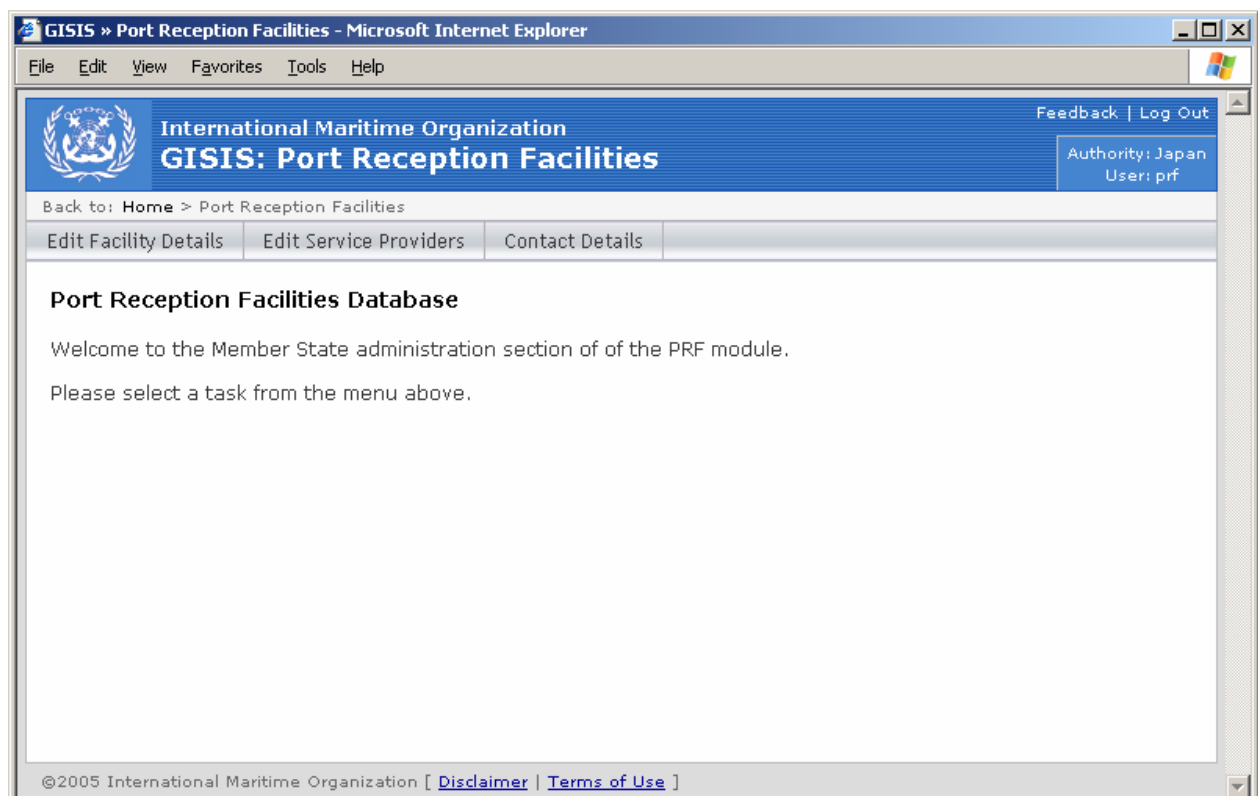 GISIS » Port Reception Facilities - Microsoft Internet Explorer
File Edit View Favorites Tools Help
Feedback | Log Out
International Maritime Organization
GISIS: Port Reception Facilities
Authority: Japan
User: prf
Back to: Home > Port Reception Facilities
Edit Facility Details Edit Service Providers Contact Details
Port Reception Facilities Database
Welcome to the Member State administration section of of the PRF module.
Please select a task from the menu above.
©2005 International Maritime Organization [ Disclaimer | Terms of Use ]